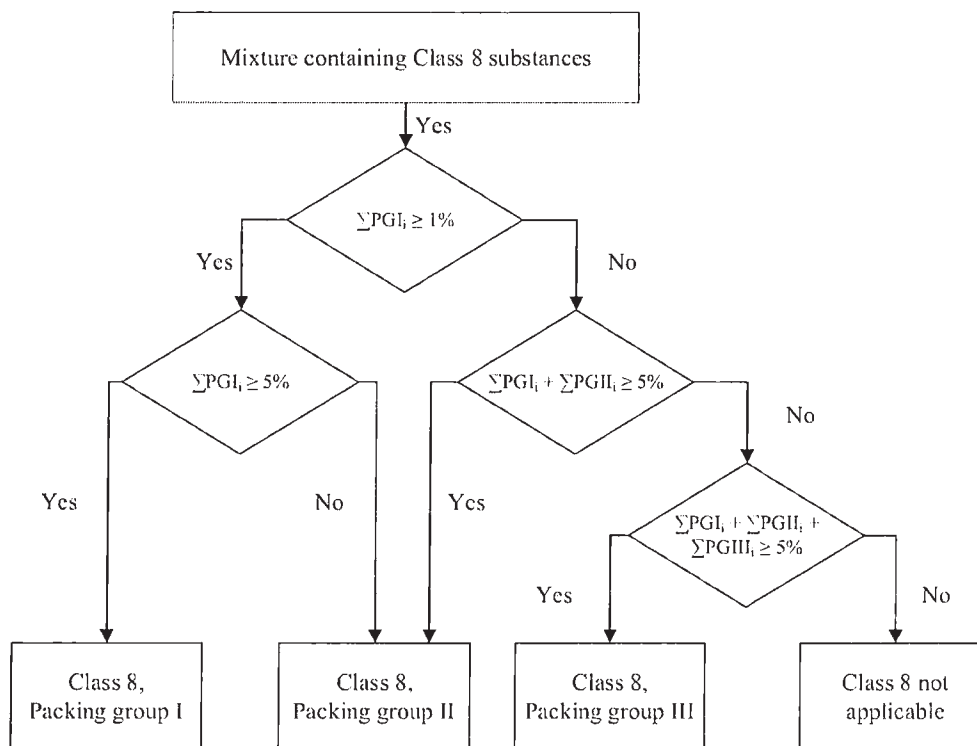 Mixture containing Class 8 substances
Yes
∑PGIᵢ ≥ 1%
Yes
No
∑PGIᵢ ≥ 5%
∑PGIᵢ + ∑PGIIᵢ ≥ 5%
No
Yes
No
Yes
∑PGIᵢ + ∑PGIIᵢ +
∑PGIIIᵢ ≥ 5%
Yes
No
Class 8,
Packing group I
Class 8,
Packing group II
Class 8,
Packing group III
Class 8 not
applicable